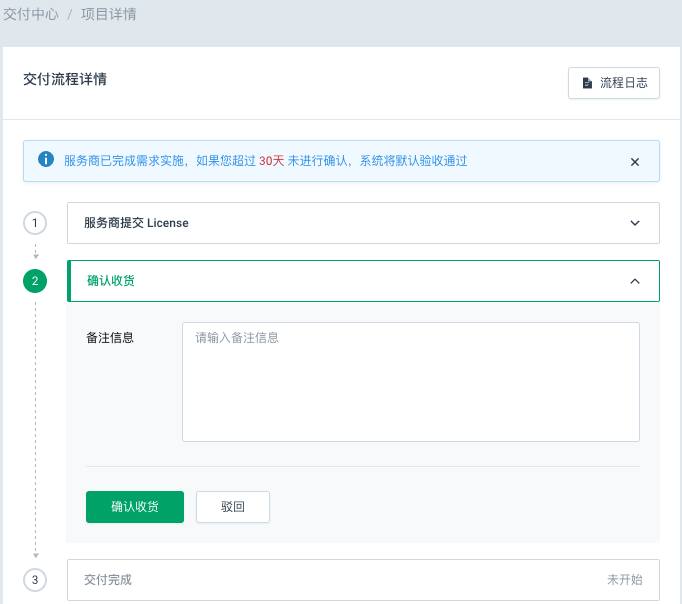 交付中心 / 项目详情
交付流程详情
流程日志
服务商已完成需求实施，如果您超过 30天 未进行确认，系统将默认验收通过
1
服务商提交 License
2
确认收货
备注信息
请输入备注信息
确认收货
驳回
3
交付完成
未开始